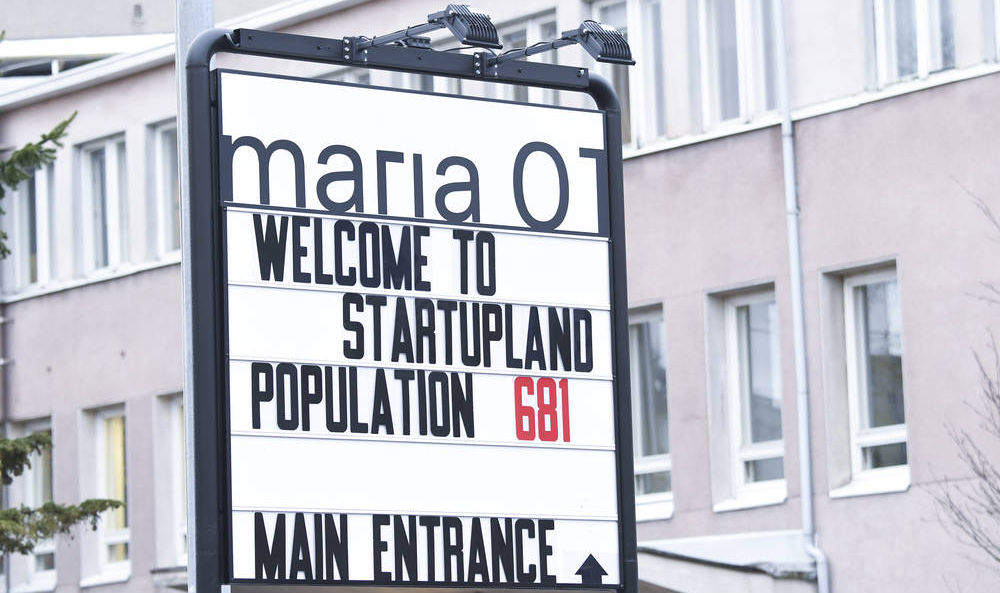 maria 01
WELCOME TO
STARTUPLAND
POPULATION 681
MAIN ENTRANCE